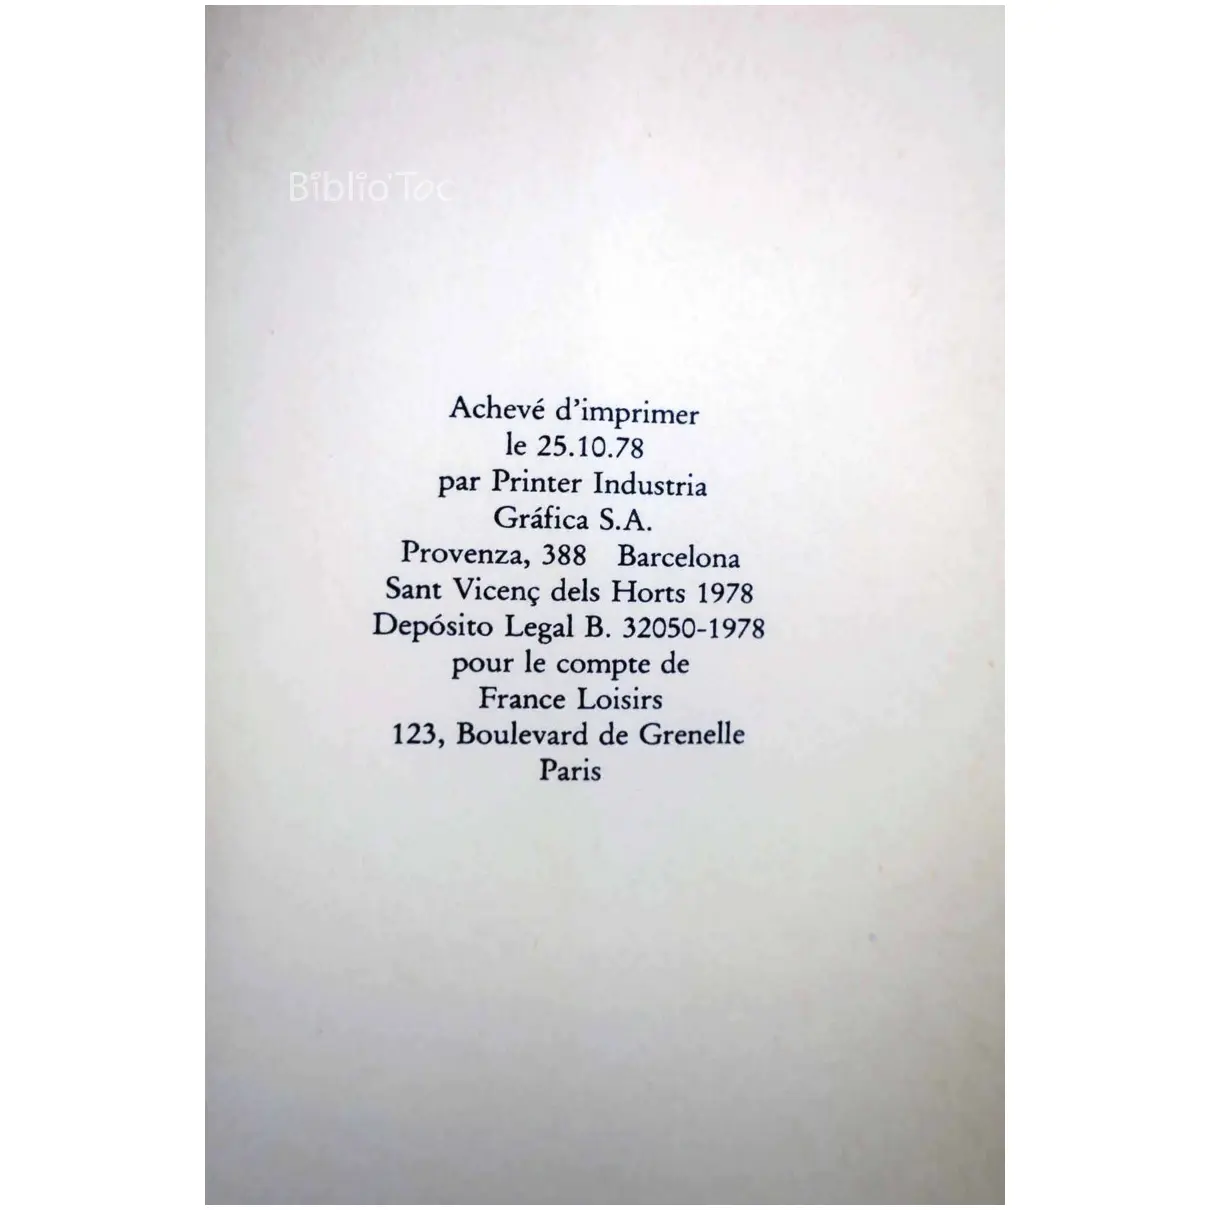 Biblio'Toc
Achevé d'imprimer
le 25.10.78
par Printer Industria
Gráfica S.A.
Provenza, 388 Barcelona
Sant Vicenç dels Horts 1978
Depósito Legal B. 32050-1978
pour le compte de
France Loisirs
123, Boulevard de Grenelle
Paris